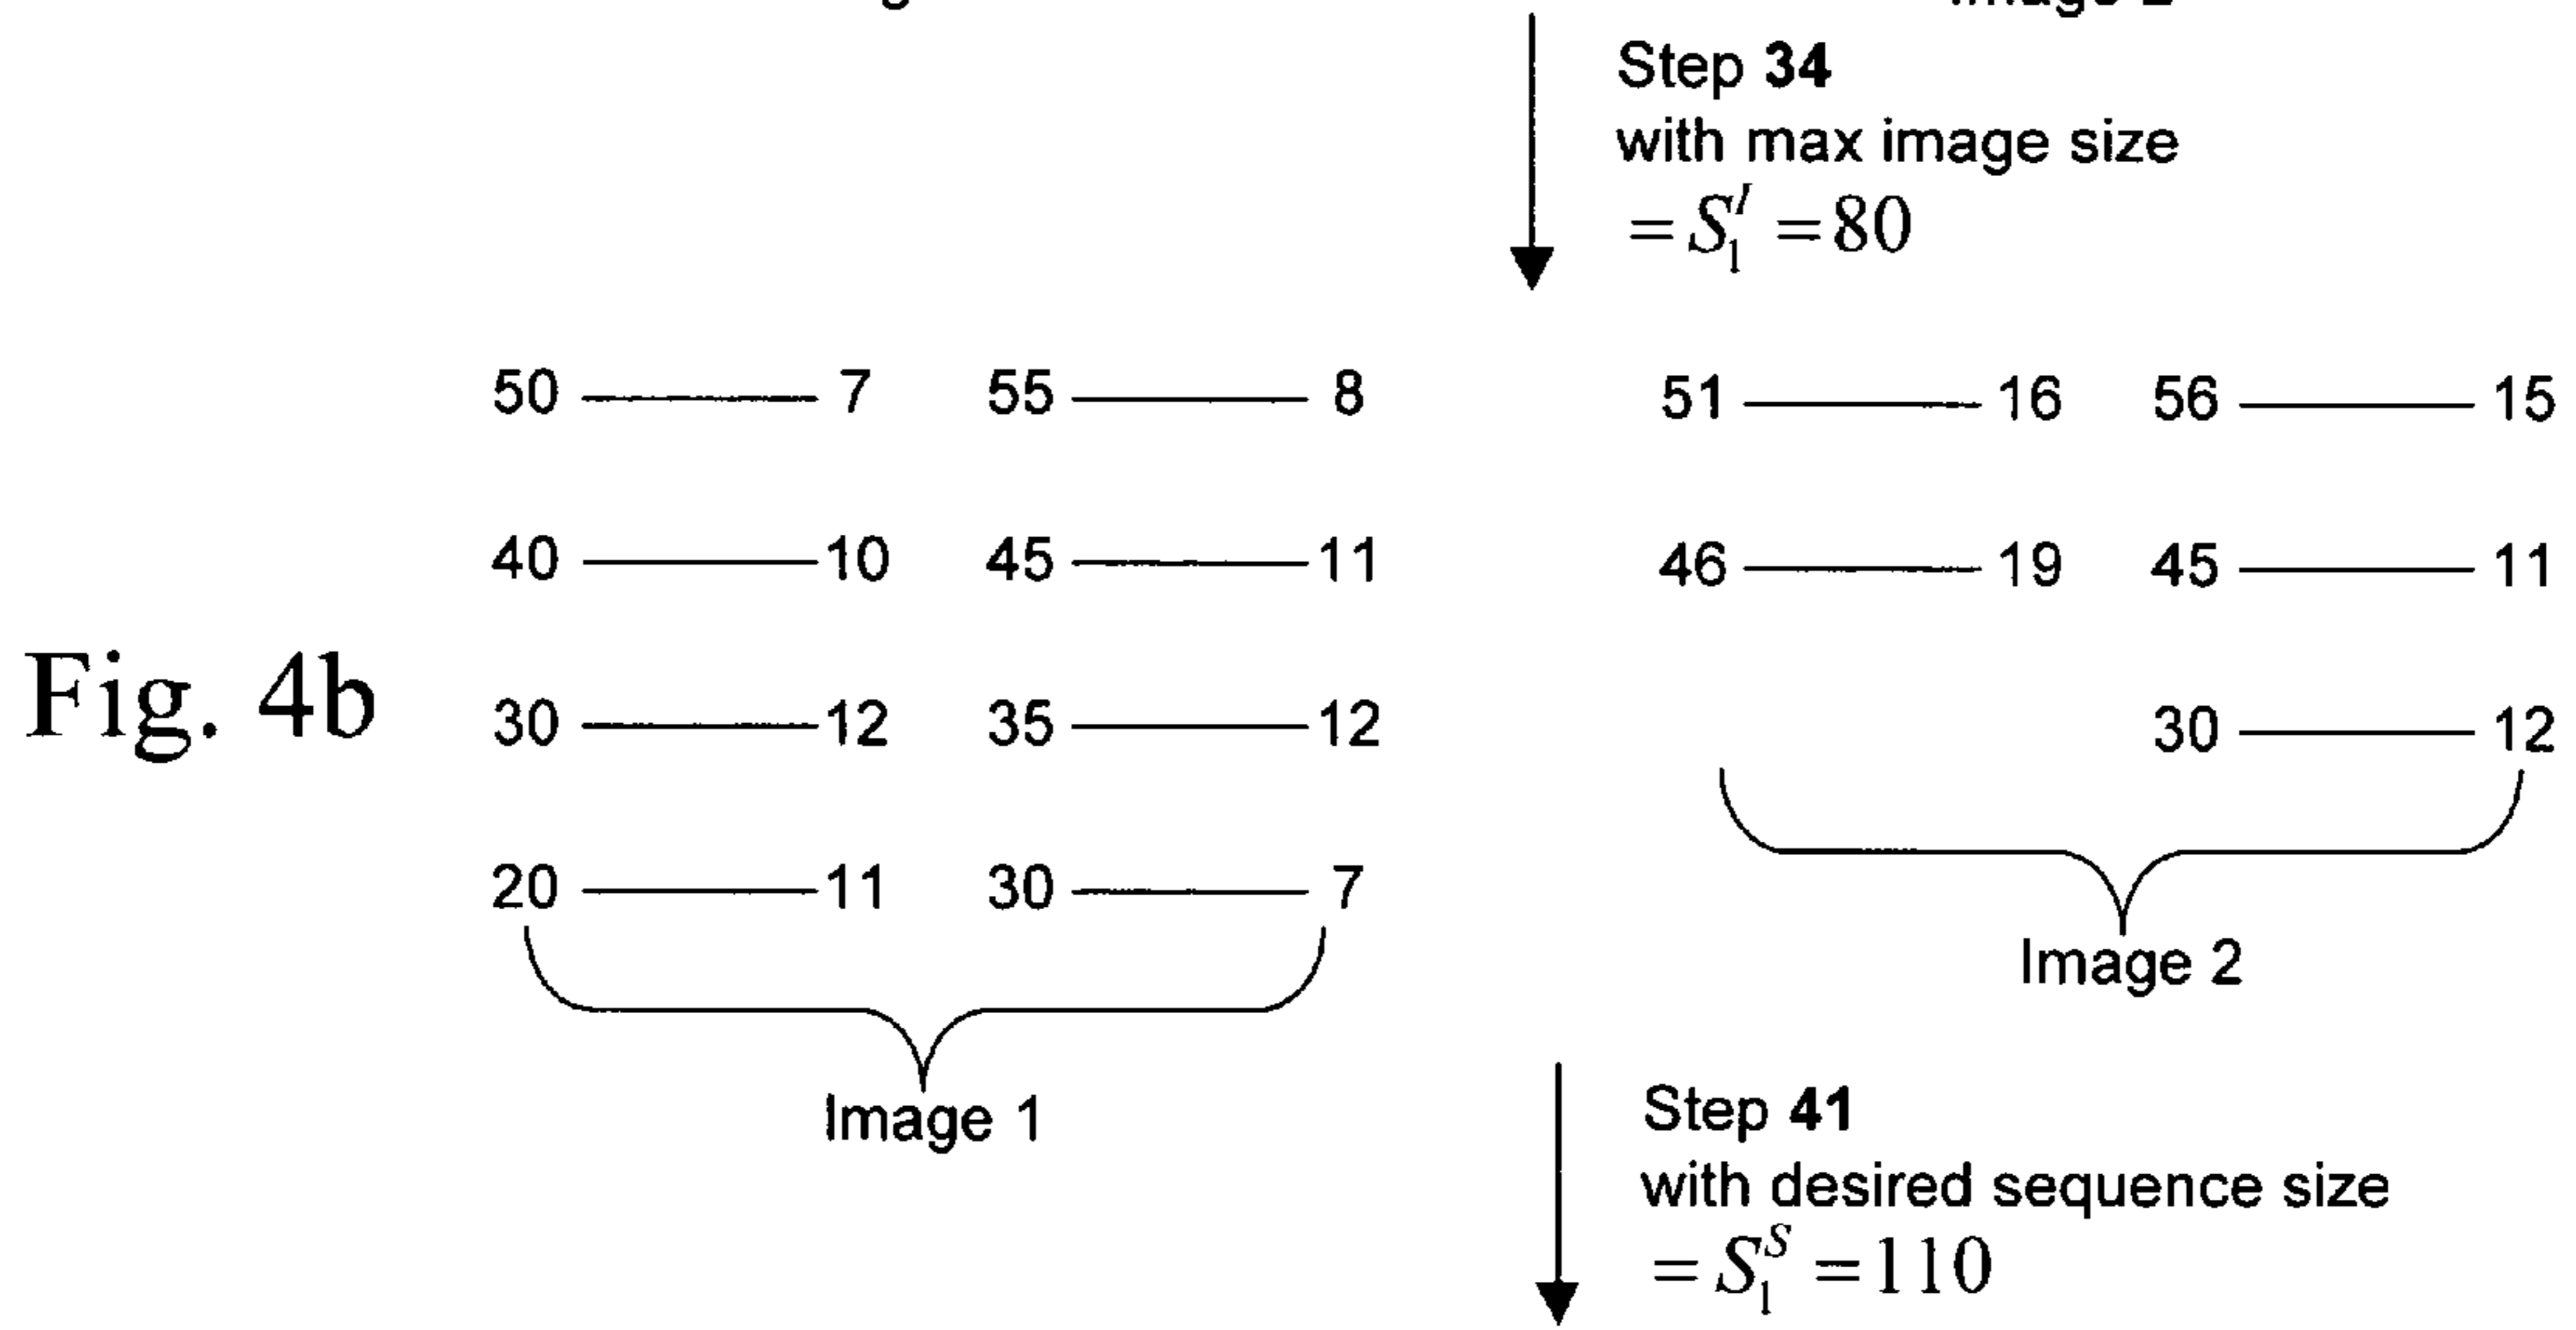 Step 34
with max image size
= S_1^I = 80
50 7 55 8 51 16 56 15
40 10 45 11 46 19 45 11
Fig. 4b
30 12 35 12 30 12
20 11 30 7
Image 2
Image 1
Step 41
with desired sequence size
= S_1^S = 110